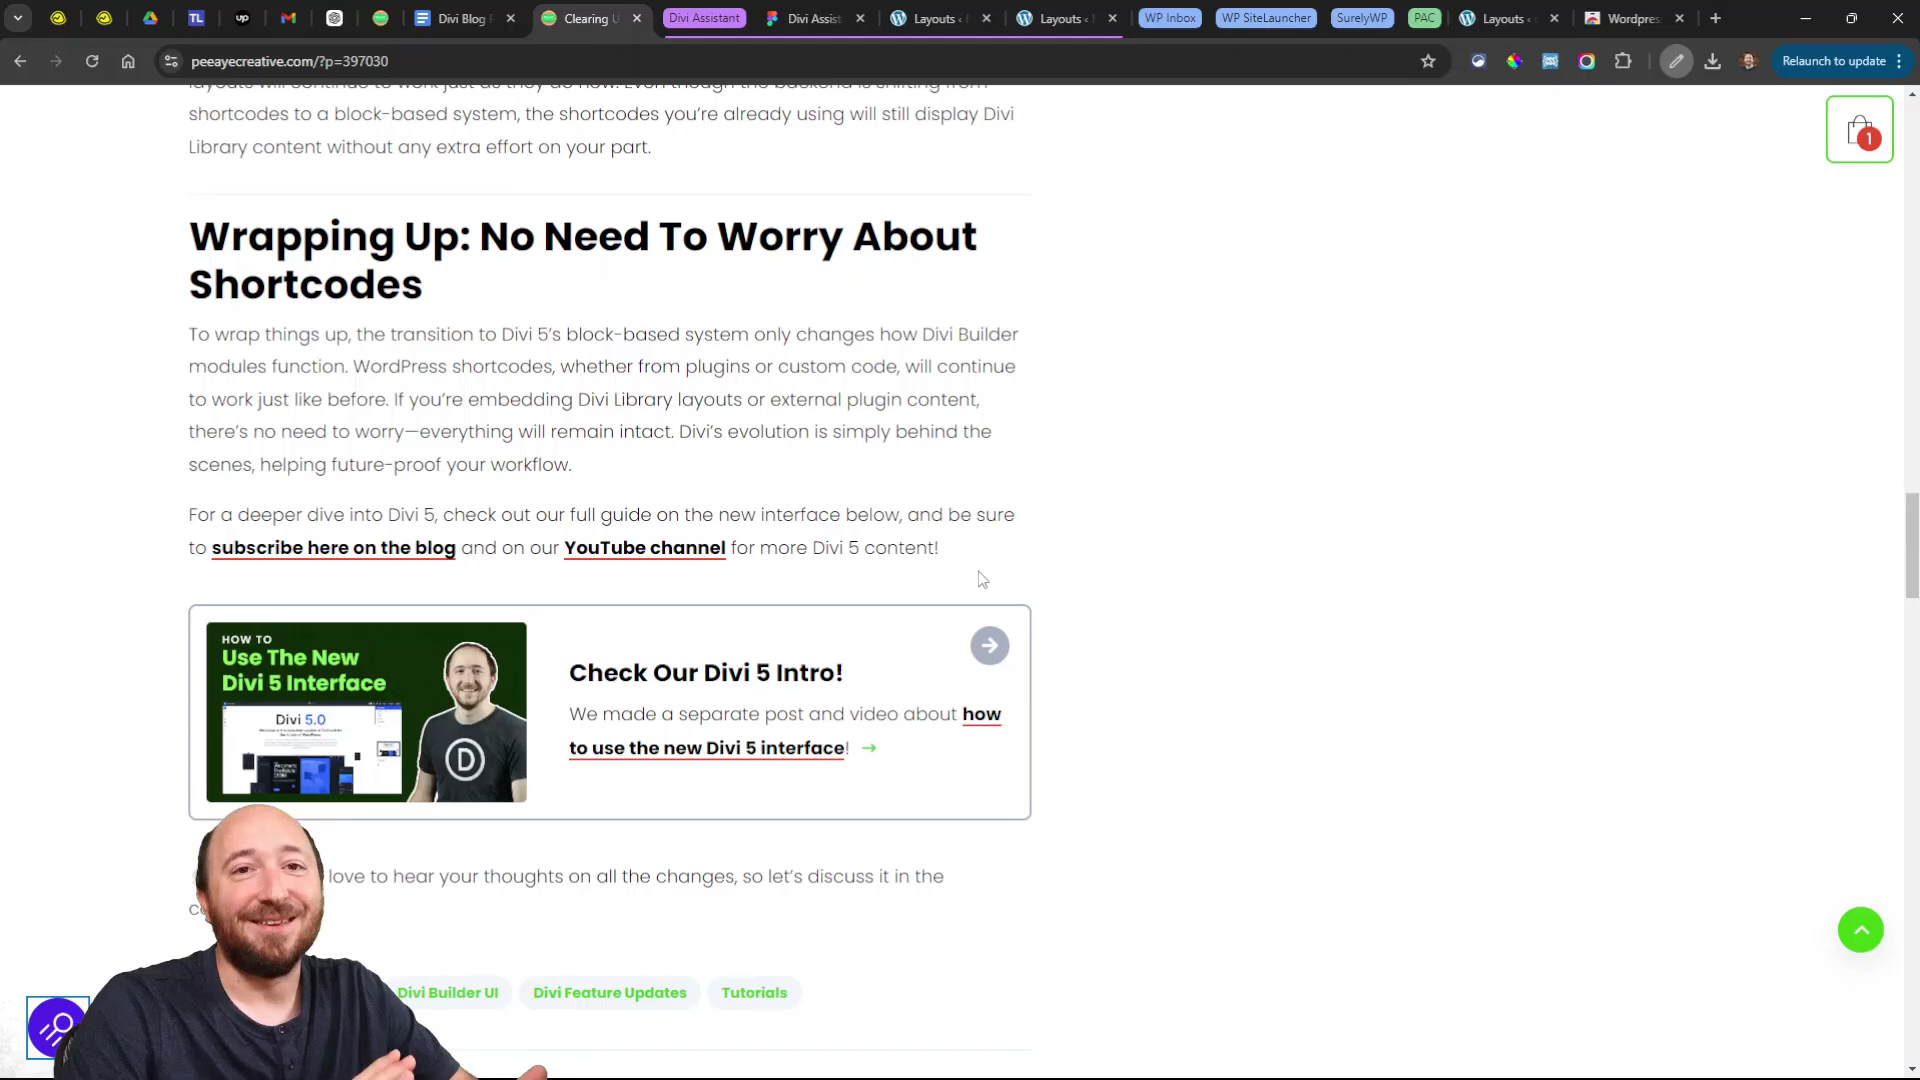 Divi Blog
Clearing U
Divi Assistant
Divi Assist
Layouts ‹
Layouts ‹
WP Inbox
WP SiteLauncher
SurelyWP
PAC
Layouts ‹
Wordpres
peeayecreative.com/?p=397030
Relaunch to update
shortcodes to a block-based system, the shortcodes you're already using will still display Divi
Library content without any extra effort on your part.
1
Wrapping Up: No Need To Worry About
Shortcodes
To wrap things up, the transition to Divi 5's block-based system only changes how Divi Builder
modules function. WordPress shortcodes, whether from plugins or custom code, will continue
to work just like before. If you're embedding Divi Library layouts or external plugin content,
there's no need to worry—everything will remain intact. Divi's evolution is simply behind the
scenes, helping future-proof your workflow.
For a deeper dive into Divi 5, check out our full guide on the new interface below, and be sure
to subscribe here on the blog and on our YouTube channel for more Divi 5 content!
HOW TO
Use The New
Divi 5 Interface
Divi 5.0
D
Check Our Divi 5 Intro!
We made a separate post and video about how
to use the new Divi 5 interface! →
love to hear your thoughts on all the changes, so let's discuss it in the
Divi Builder UI
Divi Feature Updates
Tutorials